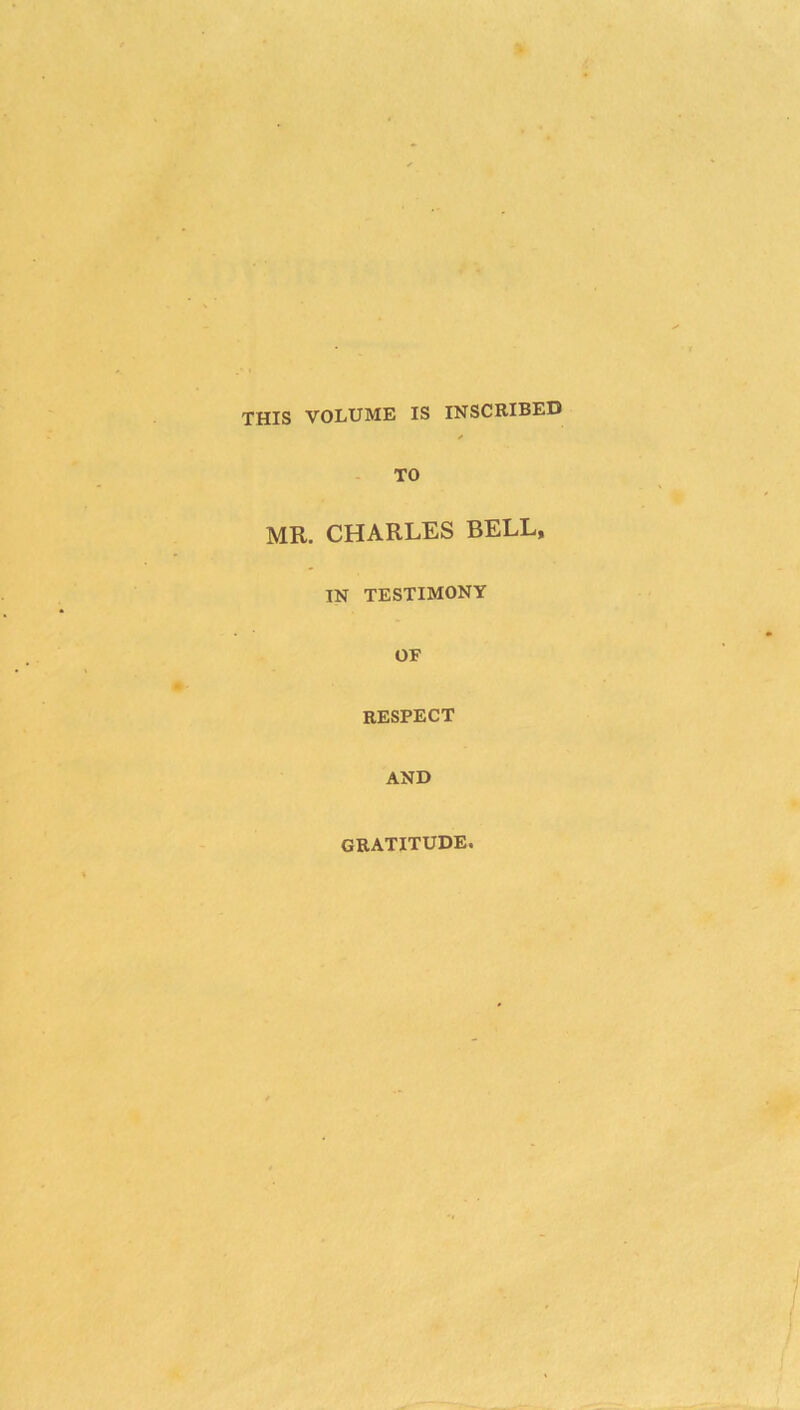 THIS VOLUME IS INSCRIBED
TO
MR. CHARLES BELL,
IN TESTIMONY
OF
RESPECT
AND
GRATITUDE.